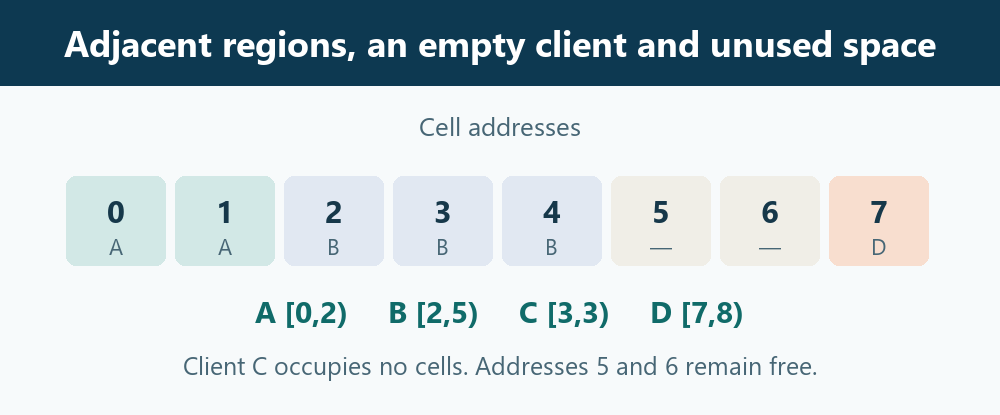 Adjacent regions, an empty client and unused space
Cell addresses
0 1 2 3 4 5 6 7
A A B B B — — D
A [0,2) B [2,5) C [3,3) D [7,8)
Client C occupies no cells. Addresses 5 and 6 remain free.